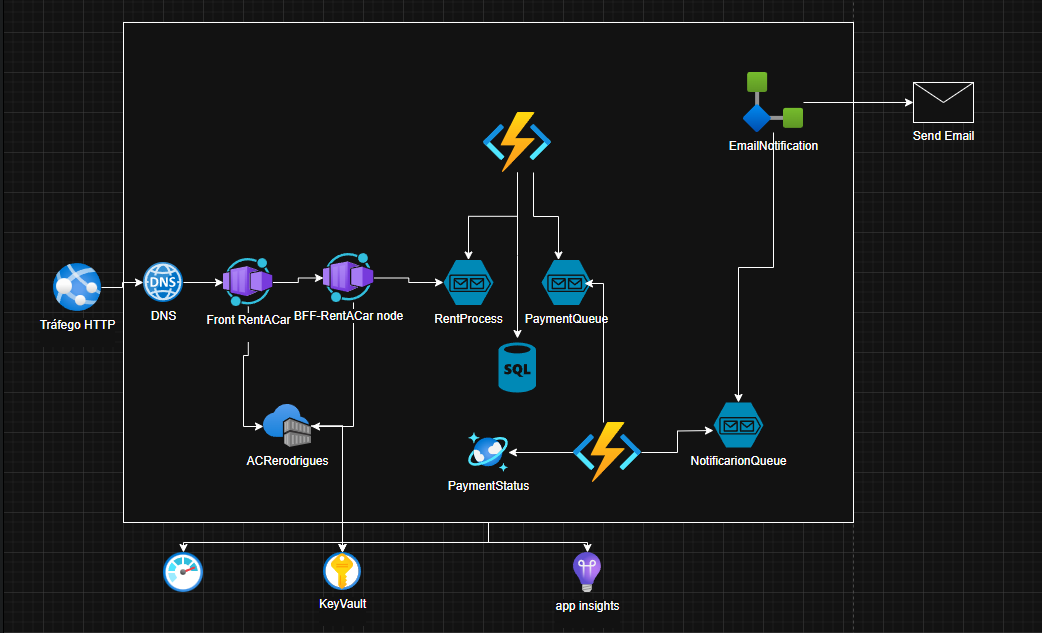 EmailNotification
Send Email
DNS
Tráfego HTTP
DNS
Front RentACar
BFF-RentACar node
RentProcess
PaymentQueue
SQL
ACRerodrigues
PaymentStatus
NotificarionQueue
KeyVault
app insights